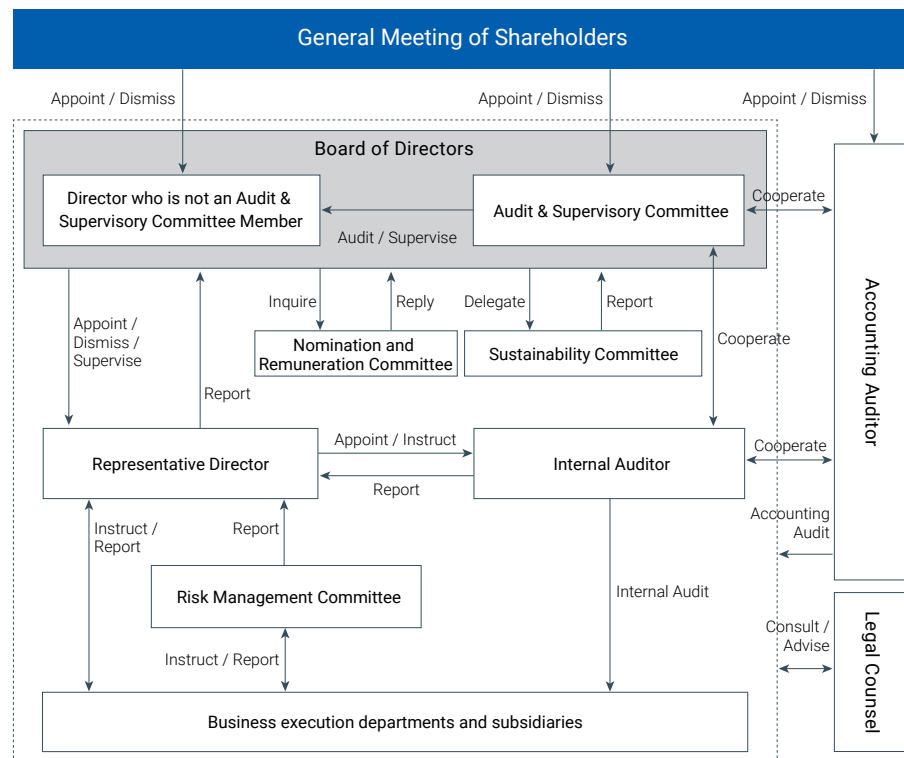 General Meeting of Shareholders
Appoint / Dismiss
Appoint / Dismiss
Appoint / Dismiss
Board of Directors
Director who is not an Audit &
Supervisory Committee Member
Audit & Supervisory Committee
Cooperate
Audit / Supervise
Appoint /
Dismiss /
Supervise
Inquire
Reply
Delegate
Report
Nomination and
Remuneration Committee
Sustainability Committee
Cooperate
Report
Accounting Auditor
Representative Director
Appoint / Instruct
Report
Internal Auditor
Cooperate
Instruct /
Report
Report
Accounting
Audit
Risk Management Committee
Internal Audit
Instruct / Report
Consult /
Advise
Legal Counsel
Business execution departments and subsidiaries